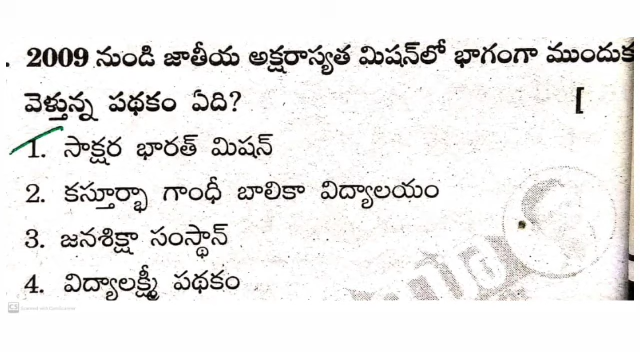 . 2009 నుండి జాతీయ అక్షరాస్యత మిషన్‌లో భాగంగా ముందుక
వెళ్తున్న పథకం ఏది? [
1. సాక్షర భారత్ మిషన్
2. కస్తూర్భా గాంధీ బాలికా విద్యాలయం
3. జనశిక్షా సంస్థాన్
4. విద్యాలక్ష్మీ పథకం
CS